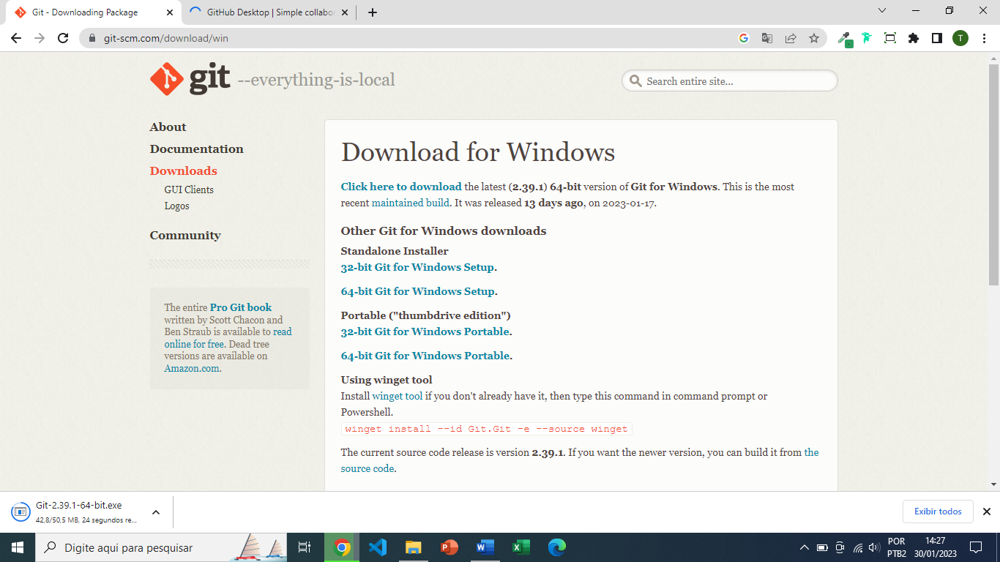 Git - Downloading Package
GitHub Desktop | Simple collabo
git-scm.com/download/win
T
git --everything-is-local
Search entire site...
About
Documentation
Downloads
GUI Clients
Logos
Community
The entire Pro Git book
written by Scott Chacon and
Ben Straub is available to read
online for free. Dead tree
versions are available on
Amazon.com.
Download for Windows
Click here to download the latest (2.39.1) 64-bit version of Git for Windows. This is the most
recent maintained build. It was released 13 days ago, on 2023-01-17.
Other Git for Windows downloads
Standalone Installer
32-bit Git for Windows Setup.
64-bit Git for Windows Setup.
Portable ("thumbdrive edition")
32-bit Git for Windows Portable.
64-bit Git for Windows Portable.
Using winget tool
Install winget tool if you don't already have it, then type this command in command prompt or
Powershell.
winget install --id Git.Git -e --source winget
The current source code release is version 2.39.1. If you want the newer version, you can build it from the
source code.
Git-2.39.1-64-bit.exe
42,8/50,5 MB, 24 segundos re...
Exibir todos
Digite aqui para pesquisar
POR
PTB2
14:27
30/01/2023